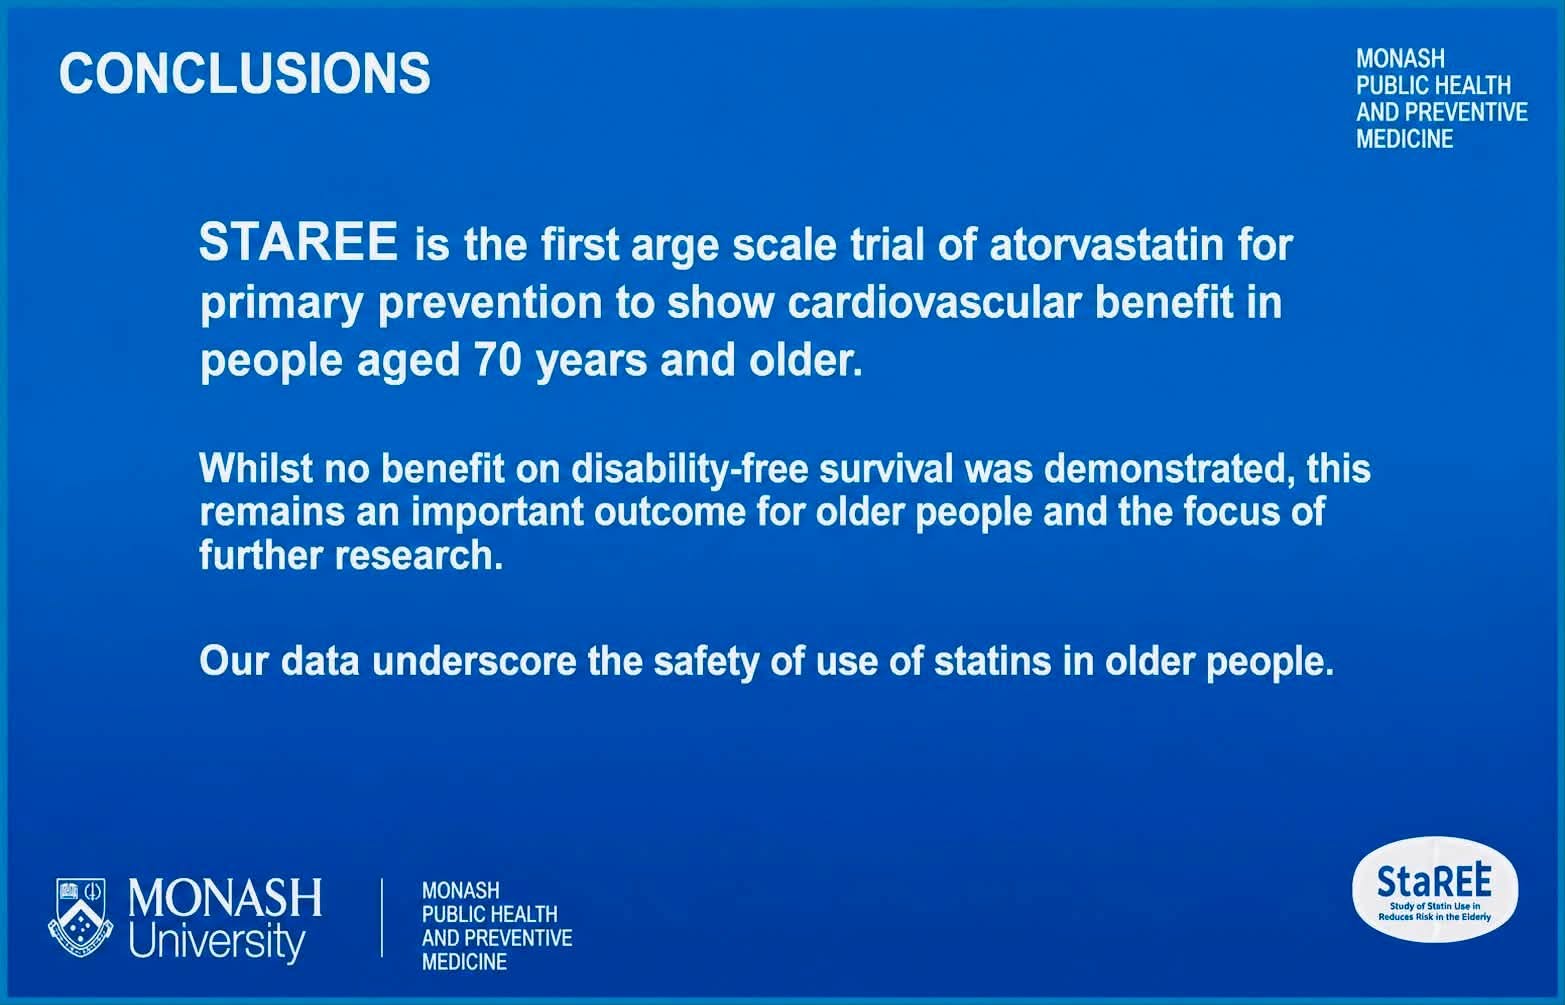 CONCLUSIONS
MONASH
PUBLIC HEALTH
AND PREVENTIVE
MEDICINE
STAREE is the first arge scale trial of atorvastatin for
primary prevention to show cardiovascular benefit in
people aged 70 years and older.
Whilst no benefit on disability-free survival was demonstrated, this
remains an important outcome for older people and the focus of
further research.
Our data underscore the safety of use of statins in older people.
MONASH
University
MONASH
PUBLIC HEALTH
AND PREVENTIVE
MEDICINE
StaREE
Study of Statin Use in
Reduces Risk in the Elderly